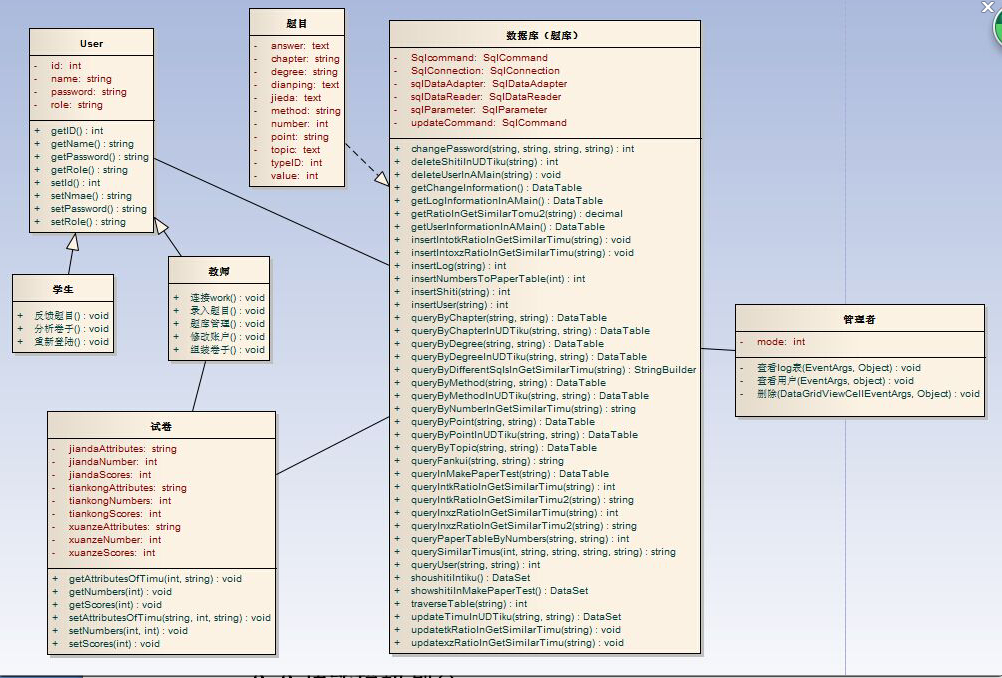 User
- id: int
- name: string
- password: string
- role: string
+ getID() : int
+ getName() : string
+ getPassword() : string
+ getRole() : string
+ setId() : int
+ setNmae() : string
+ setPassword() : string
+ setRole() : string
题目
- answer: text
- chapter: string
- degree: string
- dianping: text
- jieda: text
- method: string
- number: int
- point: string
- topic: text
- typeID: int
- value: int
数据库（题库）
- Sqlcommand: SqlCommand
- SqlConnection: SqlConnection
- sqlDataAdapter: SqlDataAdapter
- sqlDataReader: SqlDataReader
- sqlParameter: SqlParameter
- updateCommand: SqlCommand
+ changePassword(string, string, string, string) : int
+ deleteShitiInUDTiku(string) : int
+ deleteUserInAMain(string) : void
+ getChangeInformation() : DataTable
+ getLogInformationInAMain() : DataTable
+ getRatioInGetSimilarTomu2(string) : decimal
+ getUserInformationInAMain() : DataTable
+ insertIntotkRatioInGetSimilarTimu(string) : void
+ insertIntoxzRatioInGetSimilarTimu(string) : void
+ insertLog(string) : int
+ insertNumbersToPaperTable(int) : int
+ insertShiti(string) : int
+ insertUser(string) : int
+ queryByChapter(string, string) : DataTable
+ queryByChapterInUDTiku(string, string) : DataTable
+ queryByDegree(string, string) : DataTable
+ queryByDegreeInUDTiku(string, string) : DataTable
+ queryByDifferentSqlsInGetSimilarTimu(string) : StringBuilder
+ queryByMethod(string, string) : DataTable
+ queryByMethodInUDTiku(string, string) : DataTable
+ queryByNumberInGetSimilarTimu(string) : string
+ queryByPoint(string, string) : DataTable
+ queryByPointInUDTiku(string, string) : DataTable
+ queryByTopic(string, string) : DataTable
+ queryFankui(string, string) : string
+ queryInMakePaperTest(string) : DataTable
+ queryIntkRatioInGetSimilarTimu(string) : int
+ queryIntkRatioInGetSimilarTimu2(string) : string
+ queryInxzRatioInGetSimilarTimu(string) : int
+ queryInxzRatioInGetSimilarTimu2(string) : string
+ queryPaperTableByNumbers(string, string) : int
+ querySimilarTimus(int, string, string, string, string) : string
+ queryUser(string, string) : int
+ shoushitiIntiku() : DataSet
+ showshitiInMakePaperTest() : DataSet
+ traverseTable(string) : int
+ updateTimuInUDTiku(string, string) : DataSet
+ updatetkRatioInGetSimilarTimu(string) : void
+ updatexzRatioInGetSimilarTimu(string) : void
学生
+ 反馈题目() : void
+ 分析卷子() : void
+ 重新登陆() : void
教师
+ 连接work() : void
+ 录入题目() : void
+ 题库管理() : void
+ 修改账户() : void
+ 组装卷子() : void
管理者
- mode: int
- 查看log表(EventArgs, Object) : void
- 查看用户(EventArgs, object) : void
- 删除(DataGridViewCellEventArgs, Object) : void
试卷
- jiandaAttributes: string
- jiandaNumber: int
- jiandaScores: int
- tiankongAttributes: string
- tiankongNumbers: int
- tiankongScores: int
- xuanzeAttributes: string
- xuanzeNumber: int
- xuanzeScores: int
+ getAttributesOfTimu(int, string) : void
+ getNumbers(int) : void
+ getScores(int) : void
+ setAttributesOfTimu(string, int, string) : void
+ setNumbers(int, int) : void
+ setScores(int) : void